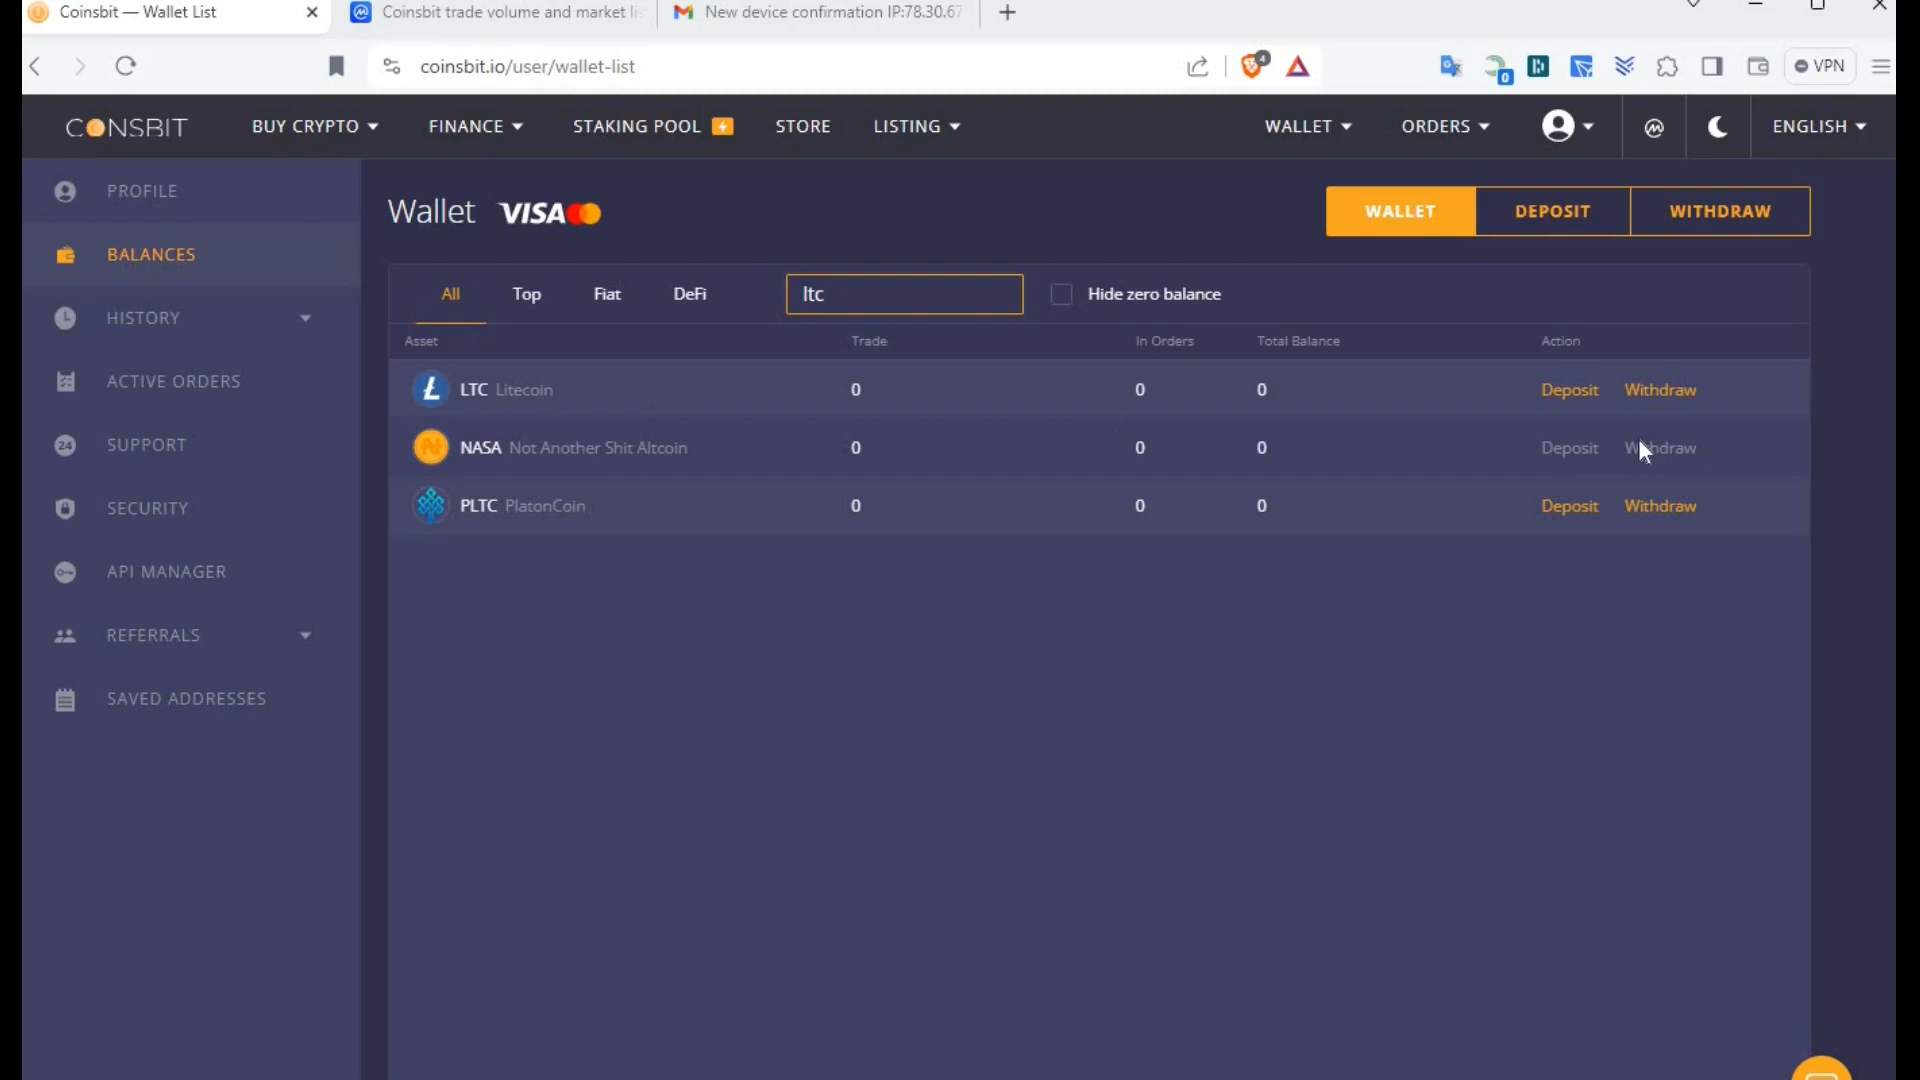 Coinsbit — Wallet List
Coinsbit trade volume and market li
New device confirmation IP:78.30.67
coinsbit.io/user/wallet-list
4
0
VPN
COINSBIT
BUY CRYPTO
FINANCE
STAKING POOL
STORE
LISTING
WALLET
ORDERS
ENGLISH
PROFILE
BALANCES
HISTORY
ACTIVE ORDERS
24
SUPPORT
SECURITY
API MANAGER
REFERRALS
SAVED ADDRESSES
Wallet VISA
WALLET
DEPOSIT
WITHDRAW
All
Top
Fiat
DeFi
ltc
Hide zero balance
Asset Trade In Orders Total Balance Action
LTC Litecoin 0 0 0 Deposit Withdraw
NASA Not Another Shit Altcoin 0 0 0 Deposit Withdraw
PLTC PlatonCoin 0 0 0 Deposit Withdraw